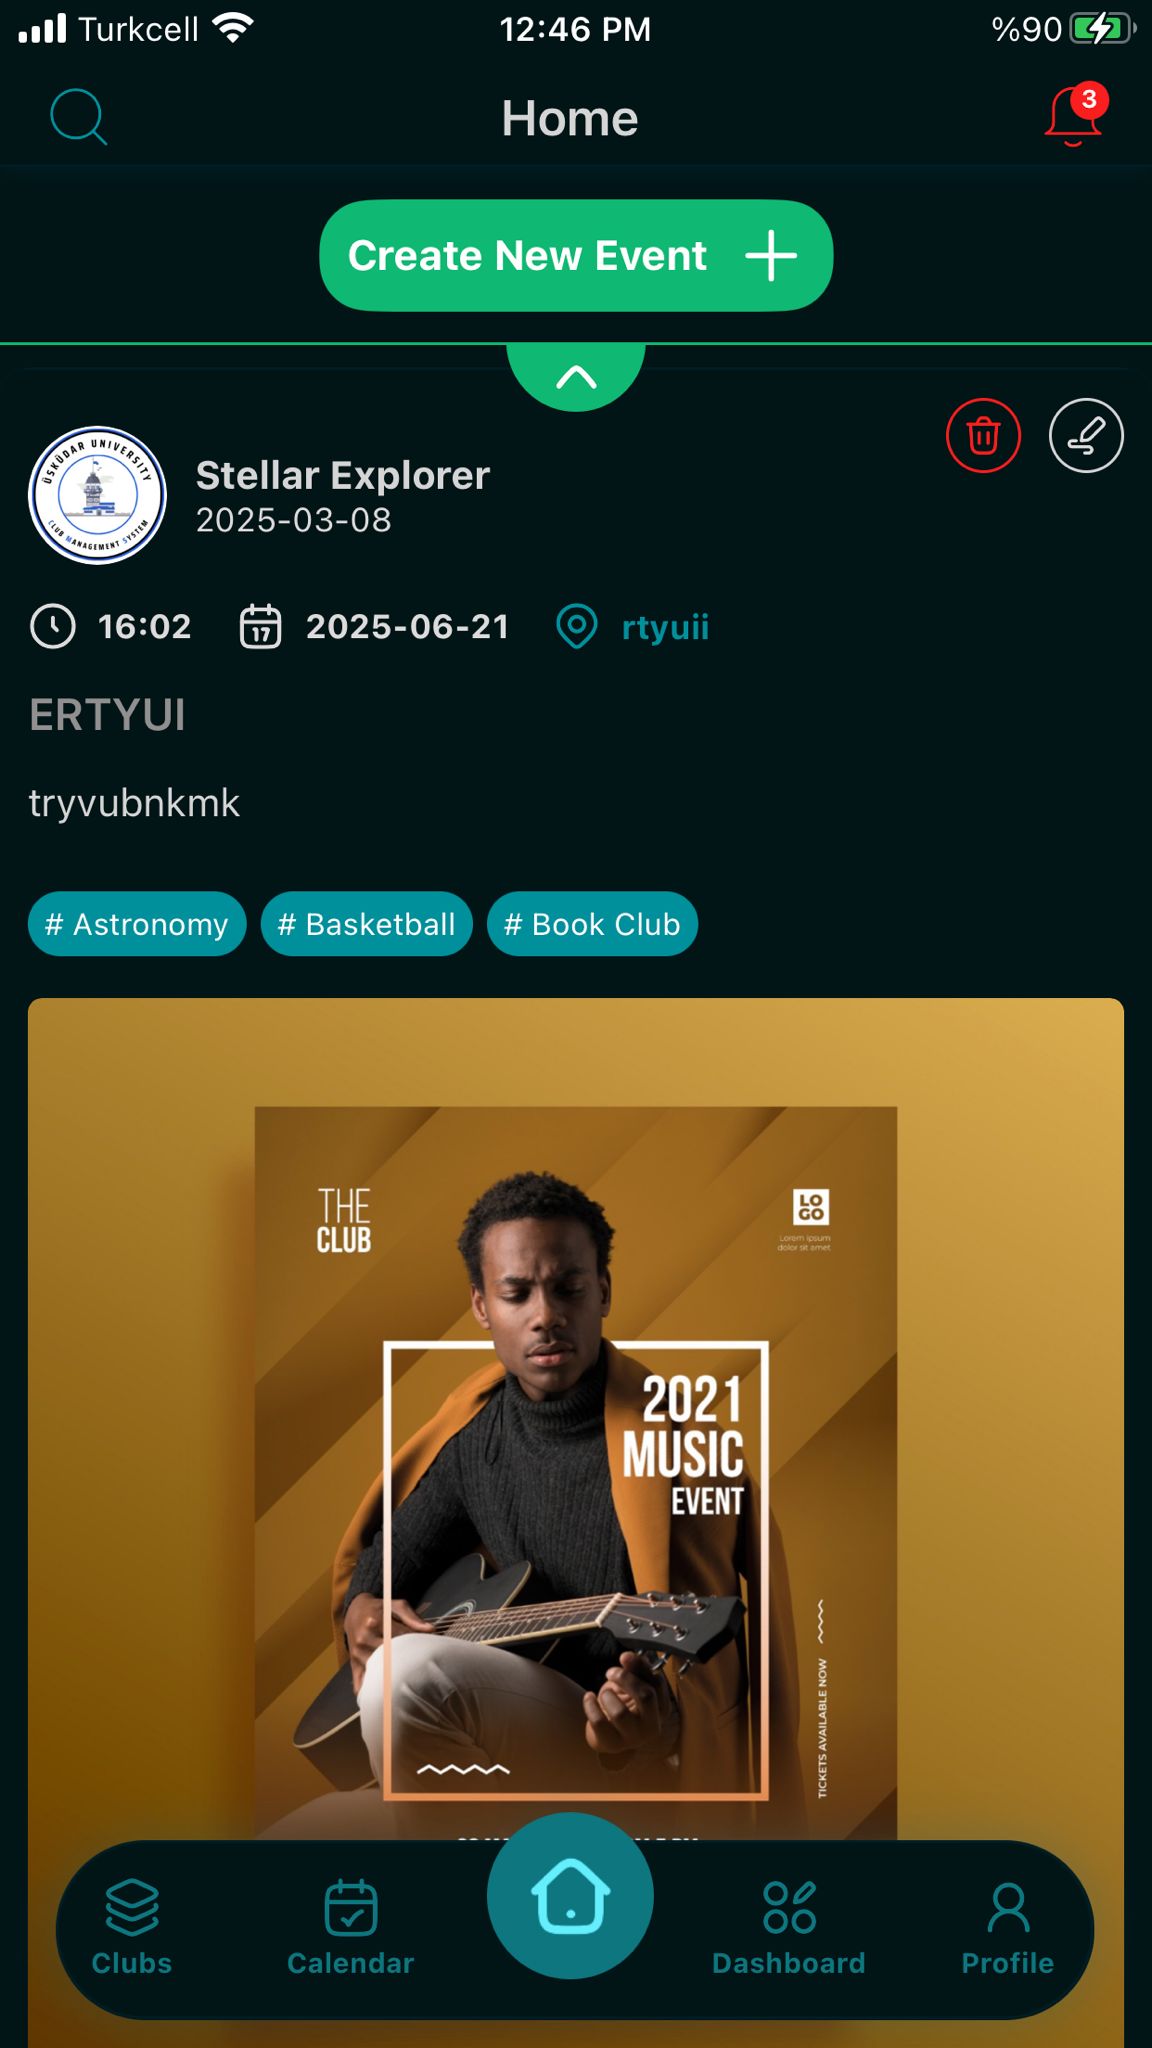 Turkcell 12:46 PM %90
Home
3
Create New Event
ÜSKÜDAR UNIVERSITY
CLUB MANAGEMENT SYSTEM
Stellar Explorer
2025-03-08
16:02 17 2025-06-21 rtyuii
ERTYUI
tryvubnkmk
# Astronomy # Basketball # Book Club
THE
CLUB
LO
GO
Lorem ipsum
dolor sit amet
2021
MUSIC
EVENT
TICKETS AVAILABLE NOW
Clubs Calendar Dashboard Profile